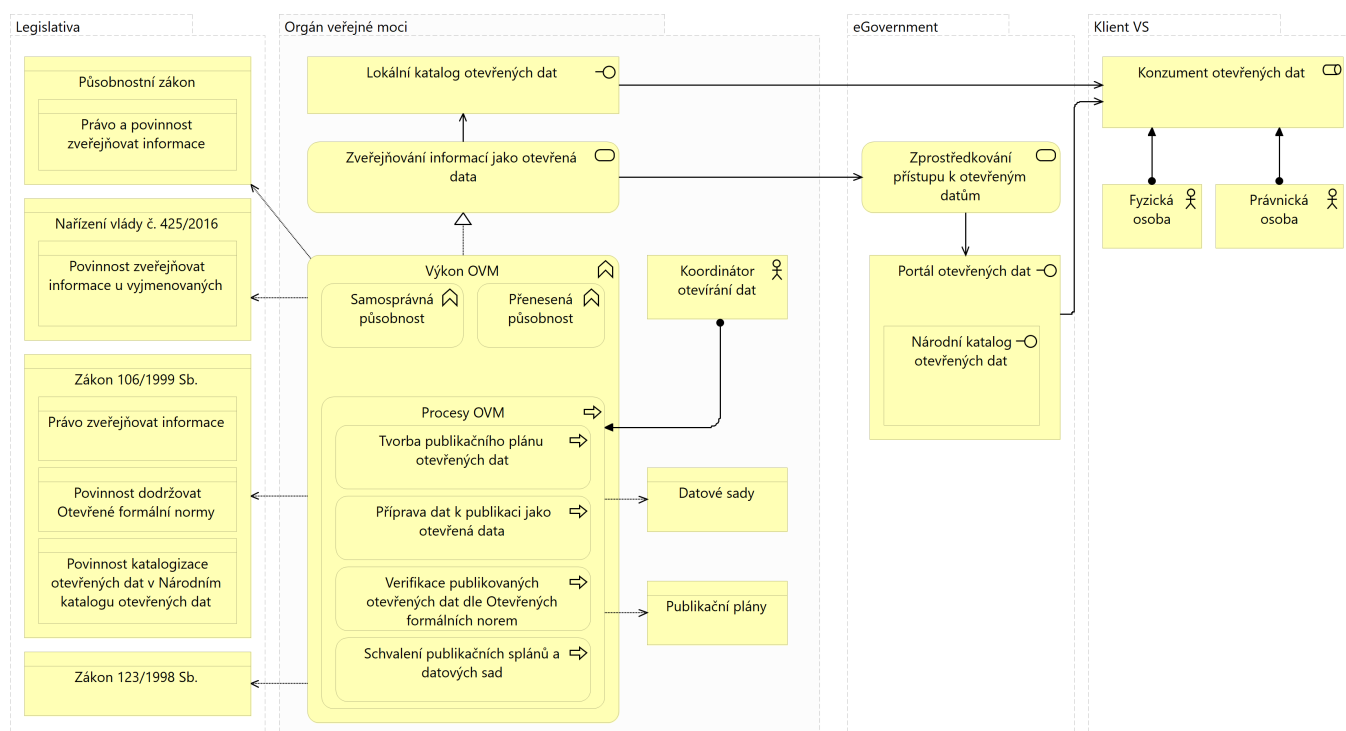 Legislativa
Působnostní zákon
Právo a povinnost
zveřejňovat informace
Nařízení vlády č. 425/2016
Povinnost zveřejňovat
informace u vyjmenovaných
Zákon 106/1999 Sb.
Právo zveřejňovat informace
Povinnost dodržovat
Otevřené formální normy
Povinnost katalogizace
otevřených dat v Národním
katalogu otevřených dat
Zákon 123/1998 Sb.
Orgán veřejné moci
Lokální katalog otevřených dat
Zveřejňování informací jako otevřená
data
Výkon OVM
Samosprávná
působnost
Přenesená
působnost
Procesy OVM
Tvorba publikačního plánu
otevřených dat
Příprava dat k publikaci jako
otevřená data
Verifikace publikovaných
otevřených dat dle Otevřených
formálních norem
Schvalení publikačních splánů a
datových sad
Koordinátor
otevírání dat
Datové sady
Publikační plány
eGovernment
Zprostředkování
přístupu k otevřeným
datům
Portál otevřených dat
Národní katalog
otevřených dat
Klient VS
Konzument otevřených dat
Fyzická
osoba
Právnická
osoba